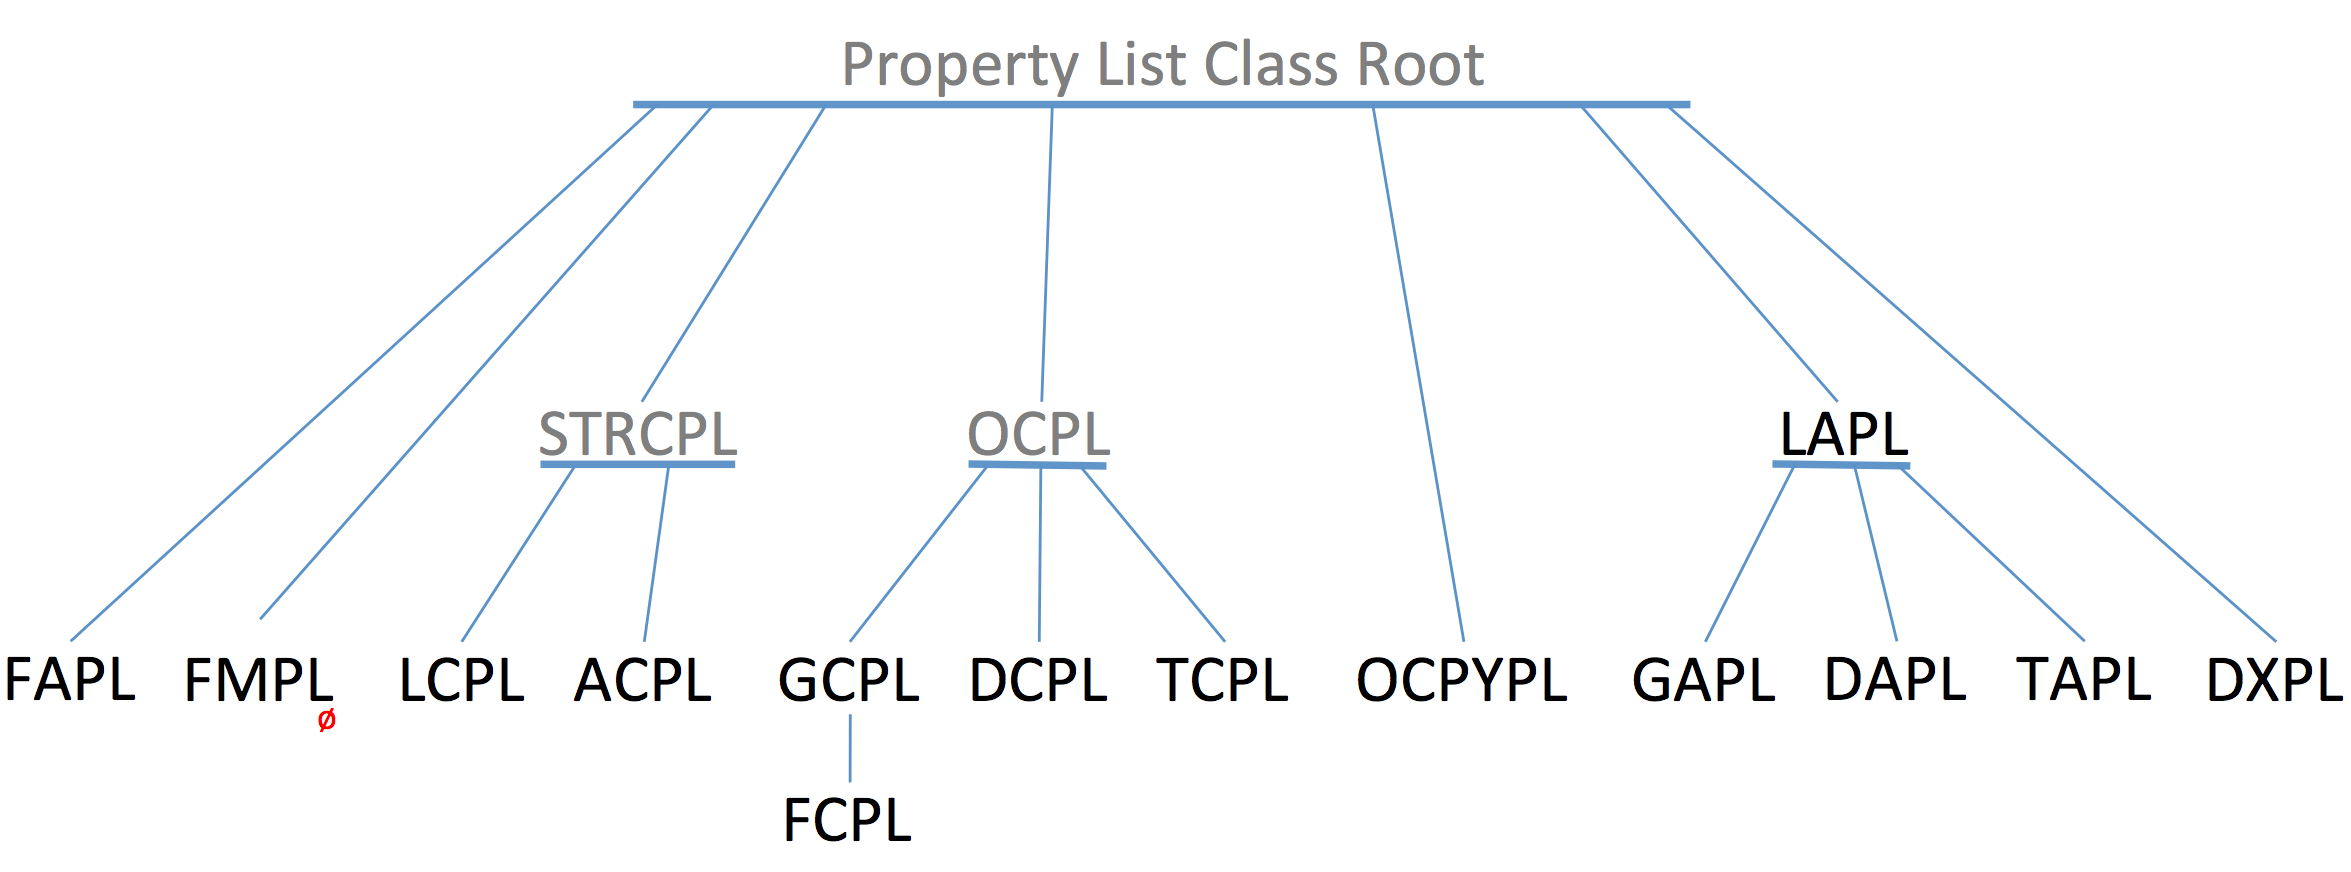 Property List Class Root
STRCPL OCPL LAPL
FAPL FMPL LCPL ACPL GCPL DCPL TCPL OCPYPL GAPL DAPL TAPL DXPL
ø
FCPL